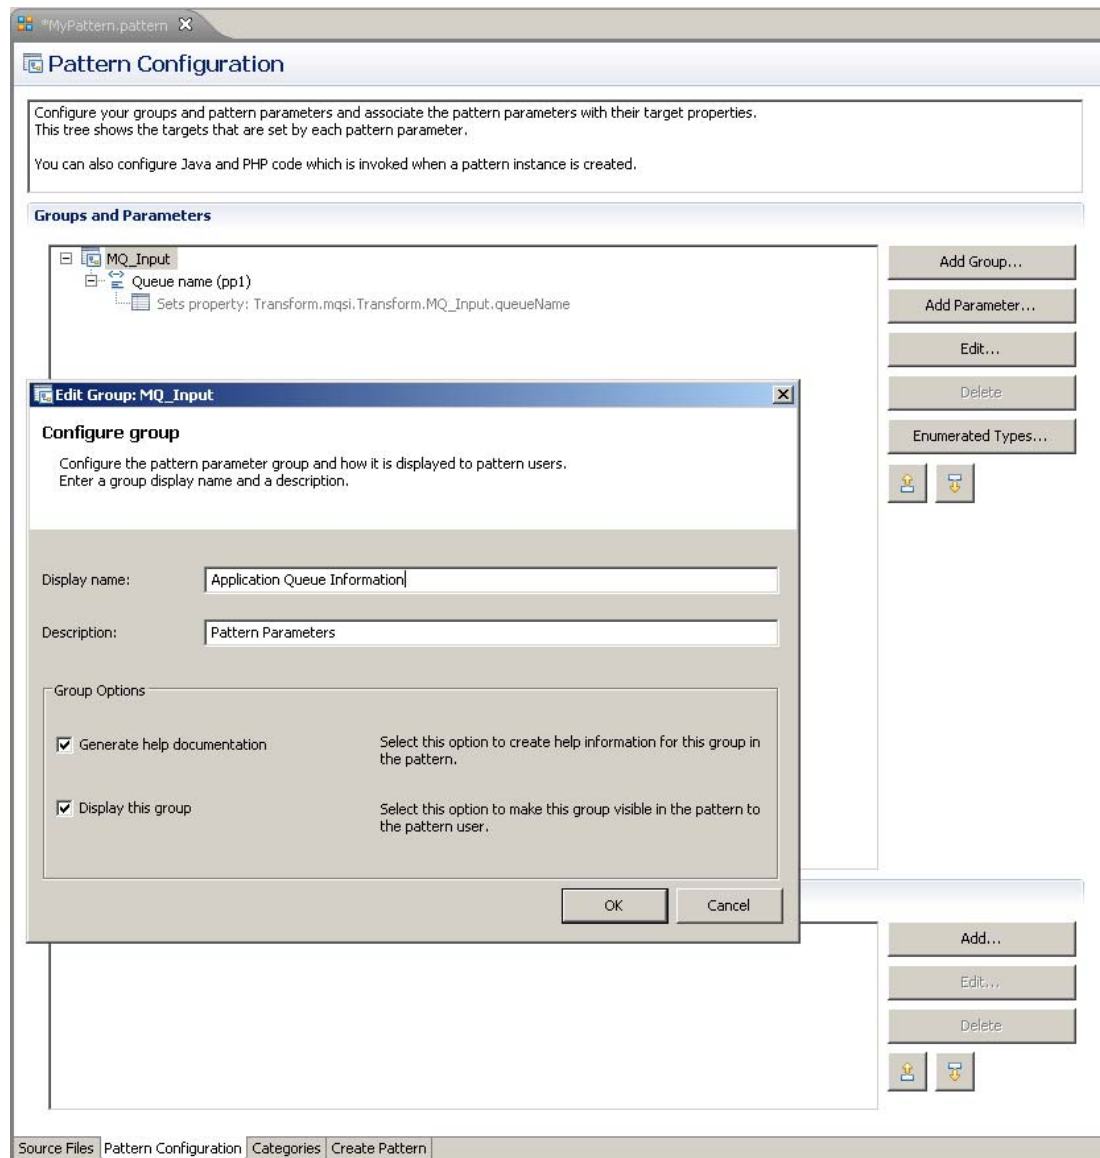 *MyPattern.pattern
Pattern Configuration
Configure your groups and pattern parameters and associate the pattern parameters with their target properties.
This tree shows the targets that are set by each pattern parameter.
You can also configure Java and PHP code which is invoked when a pattern instance is created.
Groups and Parameters
MQ_Input
Queue name (pp1)
Sets property: Transform.mqsi.Transform.MQ_Input.queueName
Add Group...
Add Parameter...
Edit...
Delete
Enumerated Types...
Edit Group: MQ_Input
Configure group
Configure the pattern parameter group and how it is displayed to pattern users.
Enter a group display name and a description.
Display name:
Application Queue Information
Description:
Pattern Parameters
Group Options
Generate help documentation
Select this option to create help information for this group in
the pattern.
Display this group
Select this option to make this group visible in the pattern to
the pattern user.
OK
Cancel
Add...
Edit...
Delete
Source Files
Pattern Configuration
Categories
Create Pattern